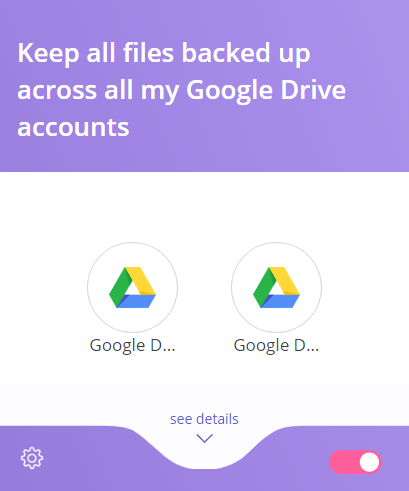 Keep all files backed up
across all my Google Drive
accounts
Google D... Google D...
see details